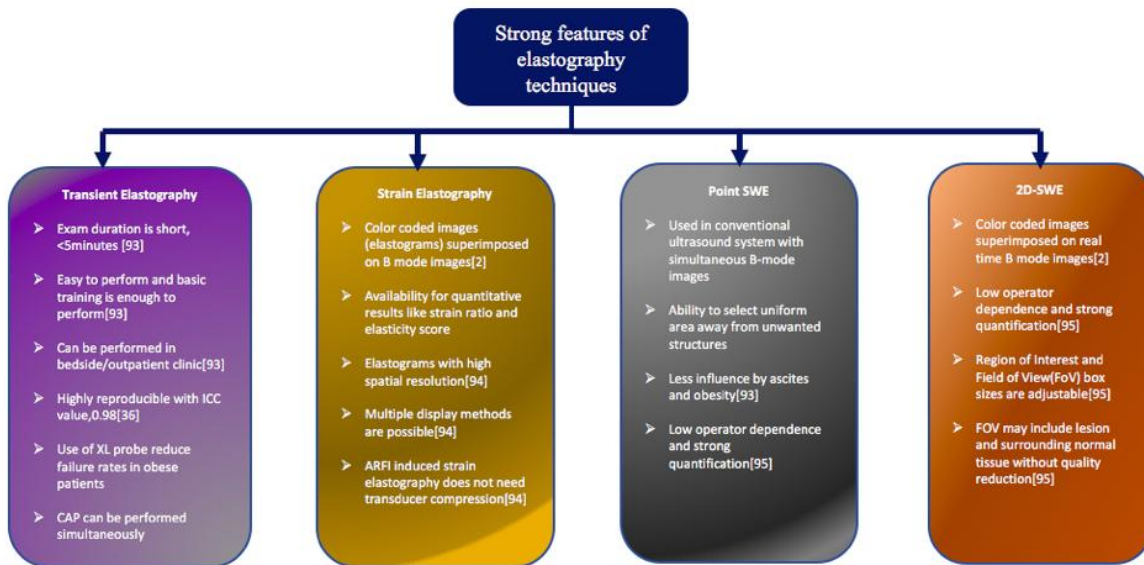 Strong features of
elastography
techniques
Transient Elastography
➢ Exam duration is short,
<5minutes [93]
➢ Easy to perform and basic
training is enough to
perform[93]
➢ Can be performed in
bedside/outpatient clinic[93]
➢ Highly reproducible with ICC
value,0.98[36]
➢ Use of XL probe reduce
failure rates in obese
patients
➢ CAP can be performed
simultaneously
Strain Elastography
➢ Color coded images
(elastograms) superimposed
on B mode images[2]
➢ Availability for quantitative
results like strain ratio and
elasticity score
➢ Elastograms with high
spatial resolution[94]
➢ Multiple display methods
are possible[94]
➢ ARFI induced strain
elastography does not need
transducer compression[94]
Point SWE
➢ Used in conventional
ultrasound system with
simultaneous B-mode
images
➢ Ability to select uniform
area away from unwanted
structures
➢ Less influence by ascites
and obesity[93]
➢ Low operator dependence
and strong
quantification[95]
2D-SWE
➢ Color coded images
superimposed on real
time B mode images[2]
➢ Low operator
dependence and strong
quantification[95]
➢ Region of Interest and
Field of View(FoV) box
sizes are adjustable[95]
➢ FOV may include lesion
and surrounding normal
tissue without quality
reduction[95]